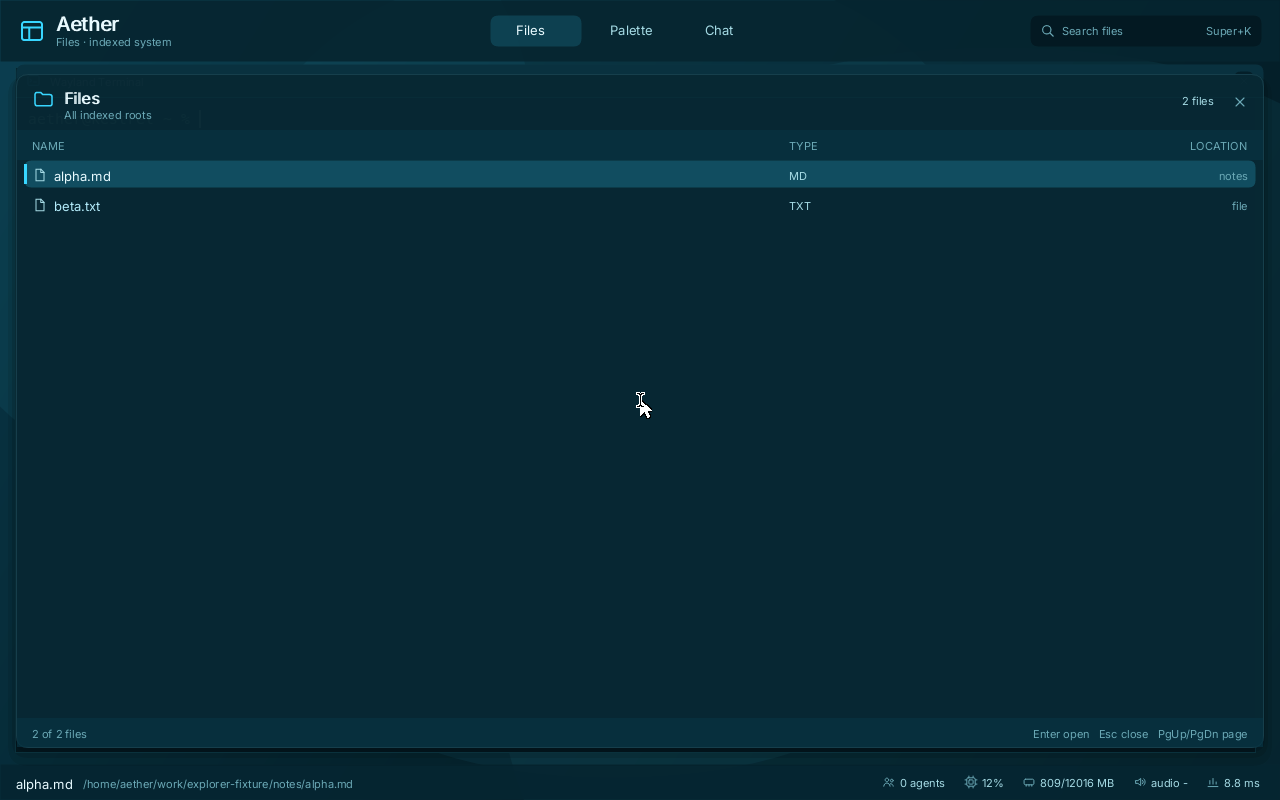 Aether
Files · indexed system
Files
Palette
Chat
Search files
Super+K
Files
All indexed roots
2 files
NAME
TYPE
LOCATION
alpha.md
MD
notes
beta.txt
TXT
file
2 of 2 files
Enter open
Esc close
PgUp/PgDn page
alpha.md
/home/aether/work/explorer-fixture/notes/alpha.md
0 agents
12%
809/12016 MB
audio -
8.8 ms